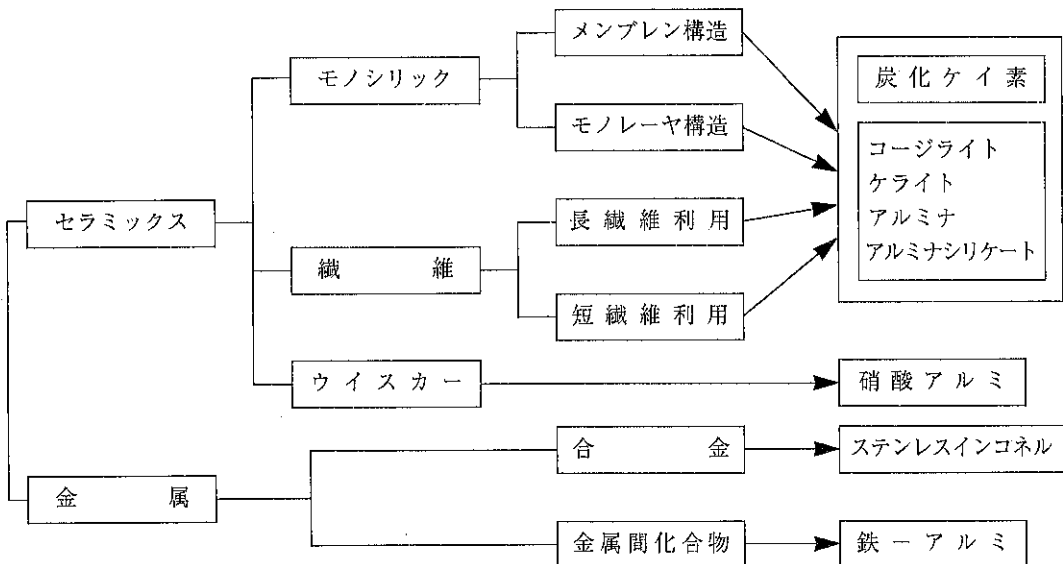 メンブレン構造
モノシリック
炭化ケイ素
モノレーヤ構造
コージライト
ケライト
アルミナ
アルミナシリケート
セラミックス
長繊維利用
繊維
短繊維利用
ウイスカー
硝酸アルミ
合金
ステンレスインコネル
金属
金属間化合物
鉄ーアルミ